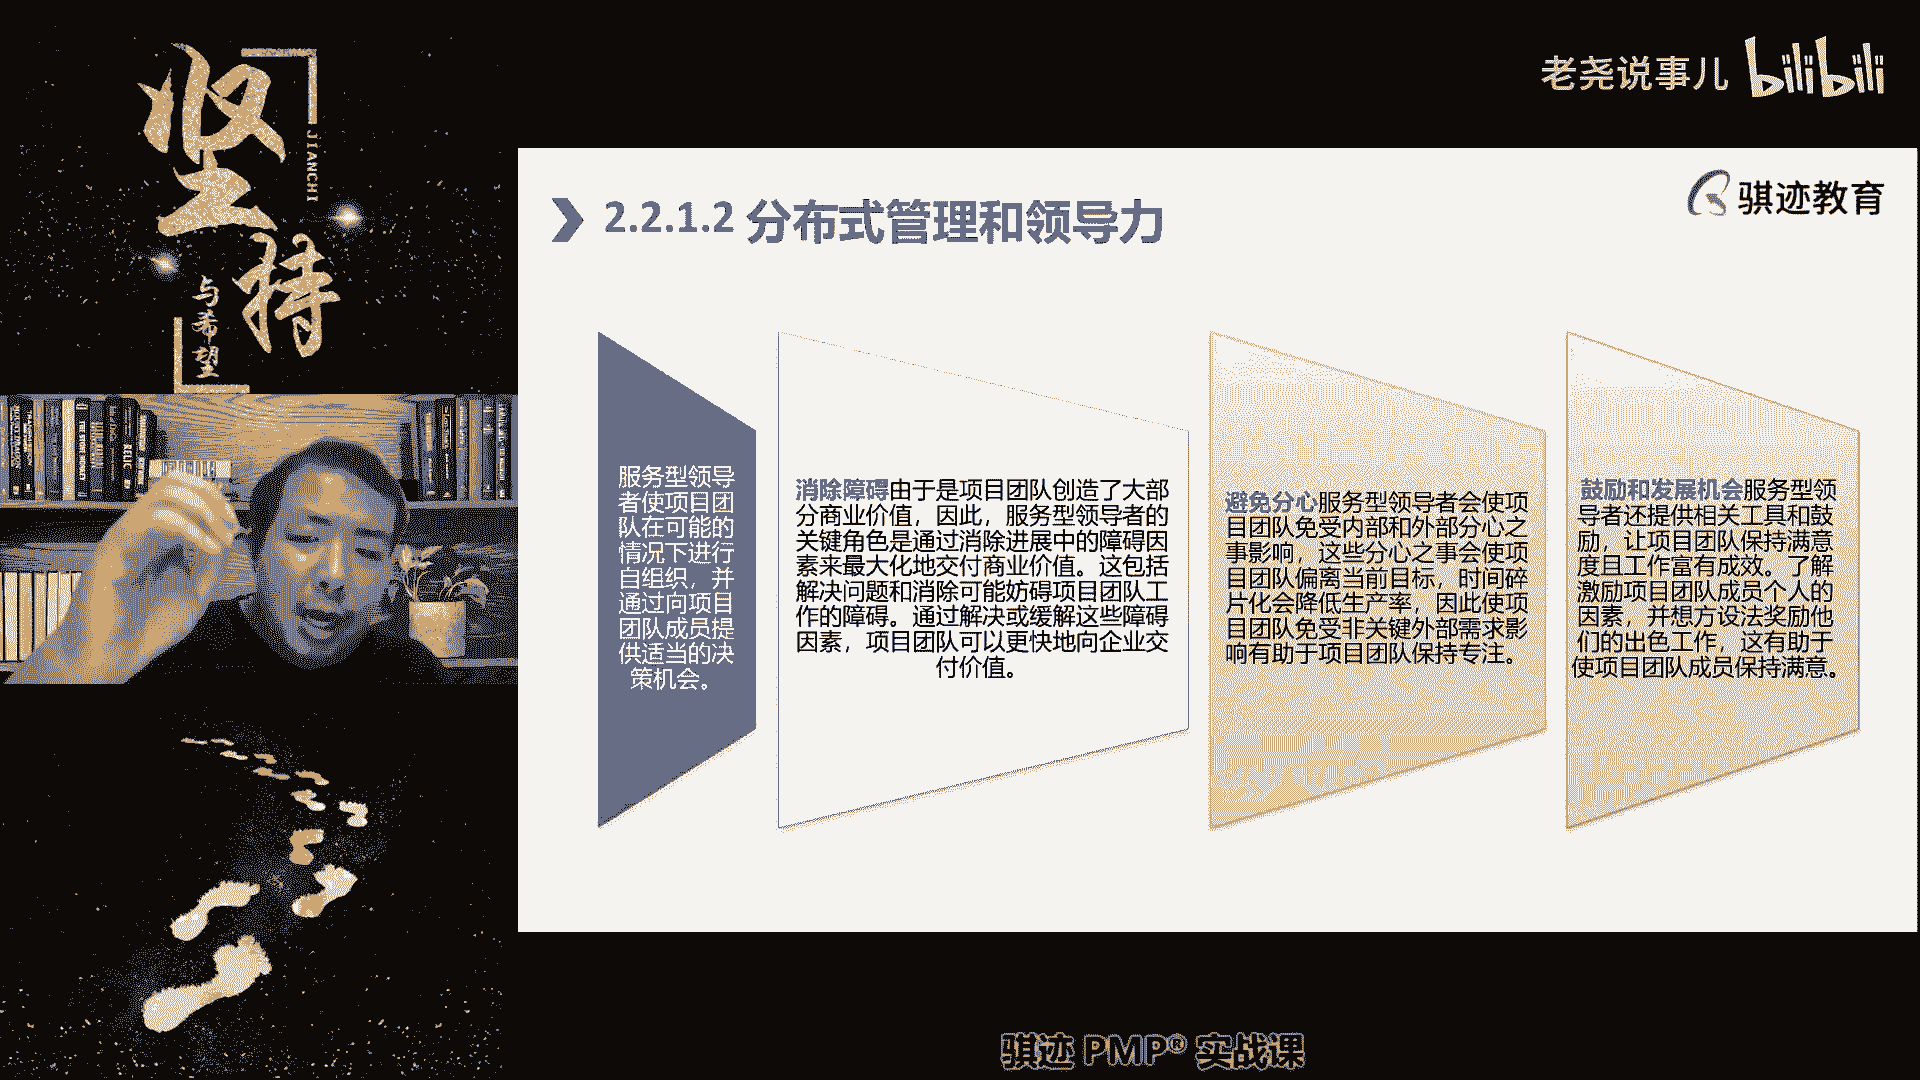 坚持
JIANCHI
与希望
老尧说事儿 bilibili
骐迹教育
2.2.1.2 分布式管理和领导力
服务型领导
者使项目团
队在可能的
情况下进行
自组织，并
通过向项目
团队成员提
供适当的决
策机会。
消除障碍由于是项目团队创造了大部
分商业价值，因此，服务型领导者的
关键角色是通过消除进展中的障碍因
素来最大化地交付商业价值。这包括
解决问题和消除可能妨碍项目团队工
作的障碍。通过解决或缓解这些障碍
因素，项目团队可以更快地向企业交
付价值。
避免分心服务型领导者会使项
目团队免受内部和外部分心之
事影响，这些分心之事会使项
目团队偏离当前目标，时间碎
片化会降低生产率，因此使项
目团队免受非关键外部需求影
响有助于项目团队保持专注。
鼓励和发展机会服务型领
导者还提供相关工具和鼓
励，让项目团队保持满意
度且工作富有成效。了解
激励项目团队成员个人的
因素，并想方设法奖励他
们的出色工作，这有助于
使项目团队成员保持满意。
骐迹 PMP® 实战课